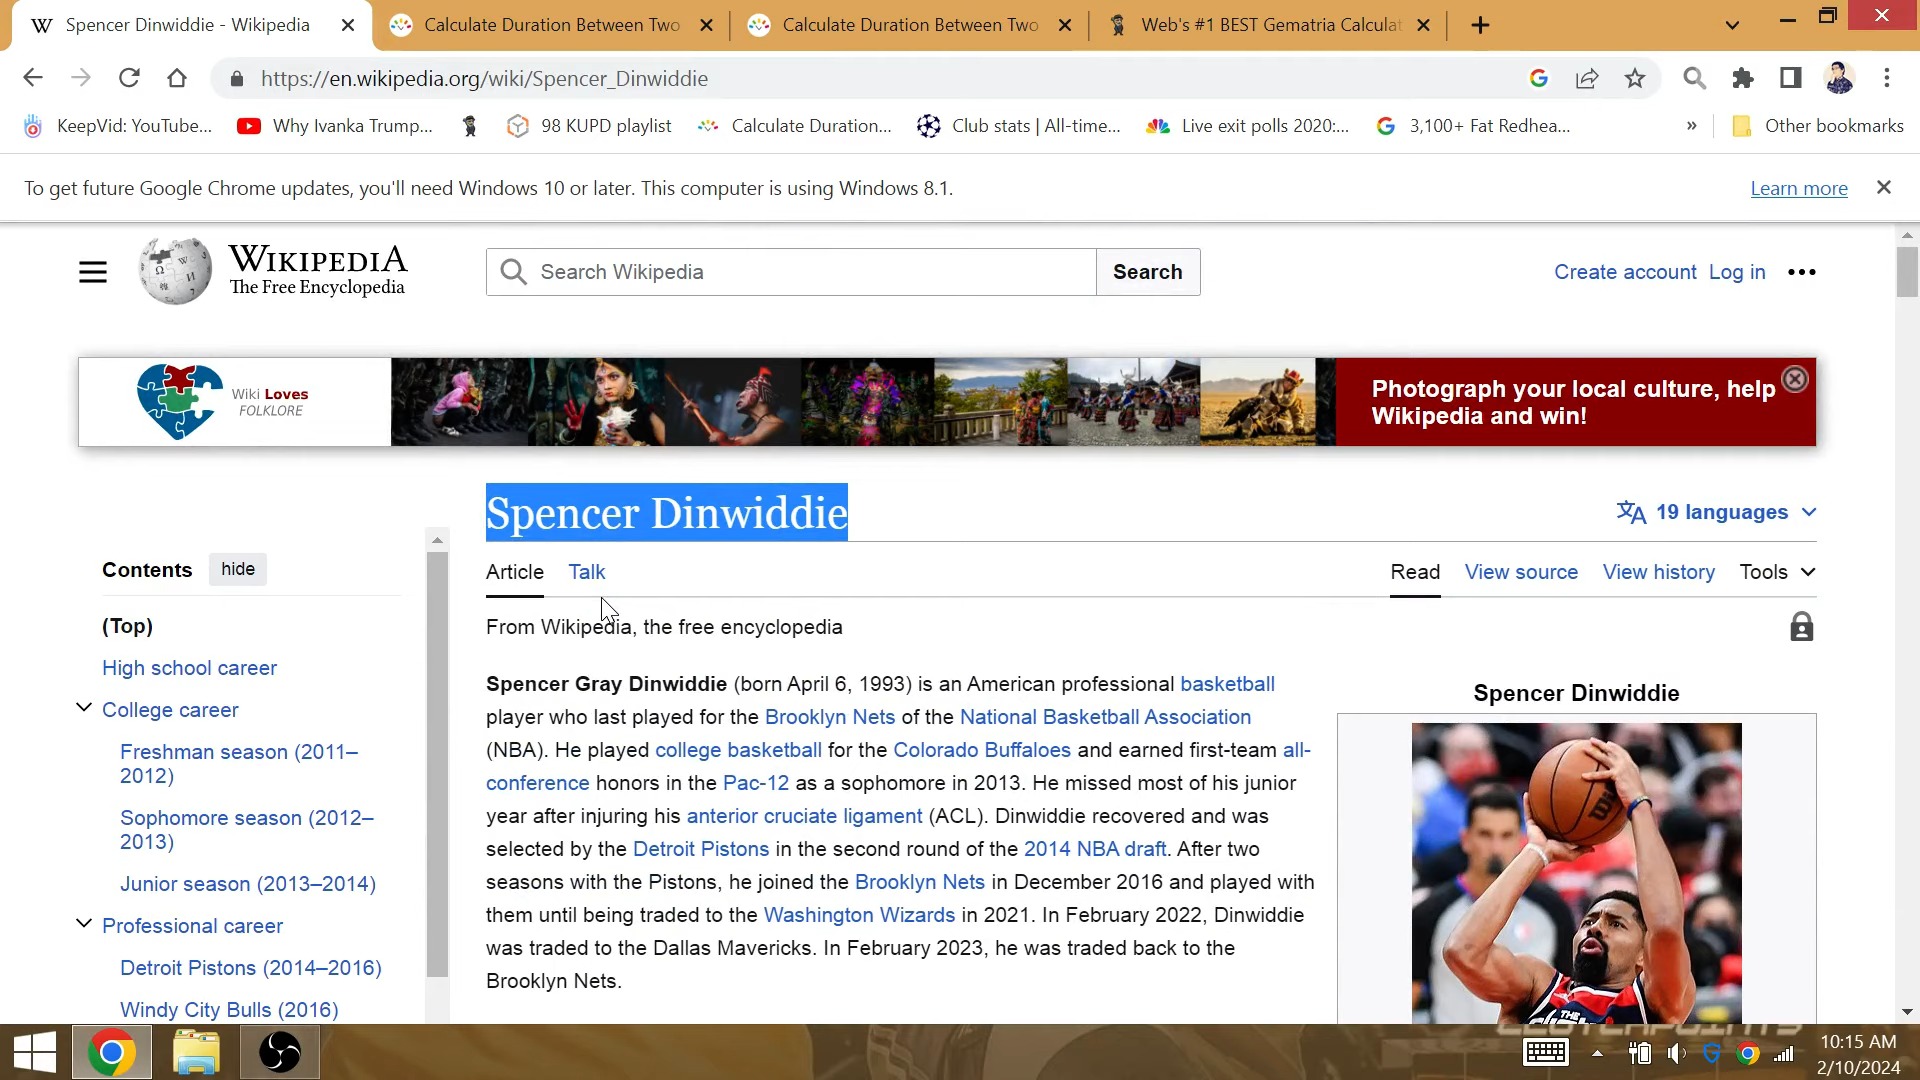 Spencer Dinwiddie - Wikipedia
Calculate Duration Between Two
Calculate Duration Between Two
Web's #1 BEST Gematria Calculat
https://en.wikipedia.org/wiki/Spencer_Dinwiddie
KeepVid: YouTube...
Why Ivanka Trump...
98 KUPD playlist
Calculate Duration...
Club stats | All-time...
Live exit polls 2020:...
3,100+ Fat Redhea...
»
Other bookmarks
To get future Google Chrome updates, you'll need Windows 10 or later. This computer is using Windows 8.1.
Learn more
WIKIPEDIA
The Free Encyclopedia
Search Wikipedia
Search
Create account
Log in
Wiki Loves
FOLKLORE
Photograph your local culture, help
Wikipedia and win!
Spencer Dinwiddie
19 languages
Contents
hide
(Top)
High school career
College career
Freshman season (2011–
2012)
Sophomore season (2012–
2013)
Junior season (2013–2014)
Professional career
Detroit Pistons (2014–2016)
Windy City Bulls (2016)
Article
Talk
Read
View source
View history
Tools
From Wikipedia, the free encyclopedia
Spencer Gray Dinwiddie (born April 6, 1993) is an American professional basketball
player who last played for the Brooklyn Nets of the National Basketball Association
(NBA). He played college basketball for the Colorado Buffaloes and earned first-team all-
conference honors in the Pac-12 as a sophomore in 2013. He missed most of his junior
year after injuring his anterior cruciate ligament (ACL). Dinwiddie recovered and was
selected by the Detroit Pistons in the second round of the 2014 NBA draft. After two
seasons with the Pistons, he joined the Brooklyn Nets in December 2016 and played with
them until being traded to the Washington Wizards in 2021. In February 2022, Dinwiddie
was traded to the Dallas Mavericks. In February 2023, he was traded back to the
Brooklyn Nets.
Spencer Dinwiddie
THE
10:15 AM
2/10/2024